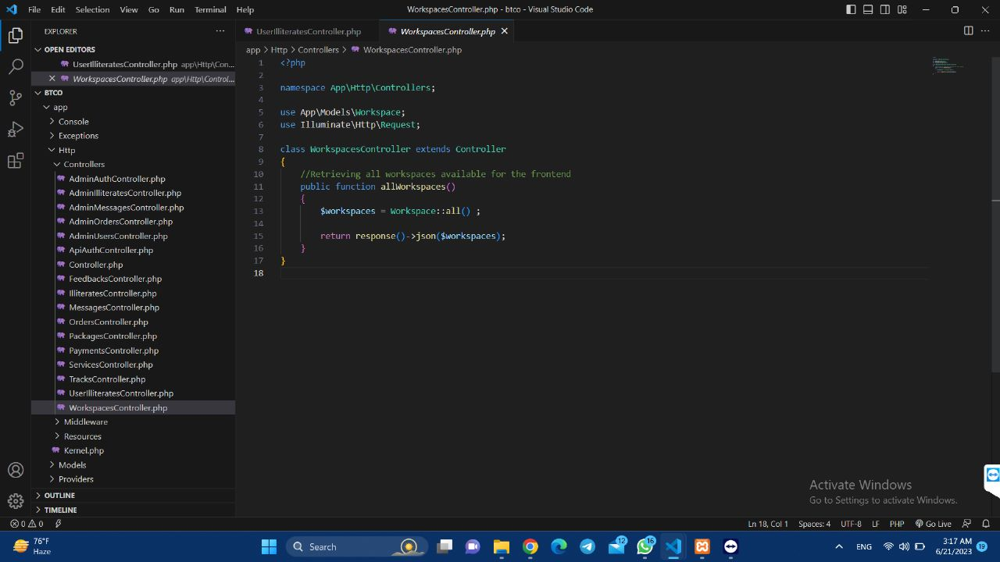 File Edit Selection View Go Run Terminal Help
WorkspacesController.php - btco - Visual Studio Code
EXPLORER
OPEN EDITORS
UserIlliteratesController.php app\Http\Con...
WorkspacesController.php app\Http\Control...
BTCO
app
Console
Exceptions
Http
Controllers
AdminAuthController.php
AdminIlliteratesController.php
AdminMessagesController.php
AdminOrdersController.php
AdminUsersController.php
ApiAuthController.php
Controller.php
FeedbacksController.php
IlliteratesController.php
MessagesController.php
OrdersController.php
PackagesController.php
PaymentsController.php
ServicesController.php
TracksController.php
UserIlliteratesController.php
WorkspacesController.php
Middleware
Resources
Kernel.php
Models
Providers
OUTLINE
TIMELINE
UserIlliteratesController.php
WorkspacesController.php
app > Http > Controllers > WorkspacesController.php
1 <?php
2
3 namespace App\Http\Controllers;
4
5 use App\Models\Workspace;
6 use Illuminate\Http\Request;
7
8 class WorkspacesController extends Controller
9 {
10 //Retrieving all workspaces available for the frontend
11 public function allWorkspaces()
12 {
13 $workspaces = Workspace::all() ;
14
15 return response()->json($workspaces);
16 }
17 }
18
Activate Windows
Go to Settings to activate Windows.
0 0
Ln 18, Col 1 Spaces: 4 UTF-8 LF PHP Go Live
76°F
Haze
Search
12
16
ENG
3:17 AM
6/21/2023
19